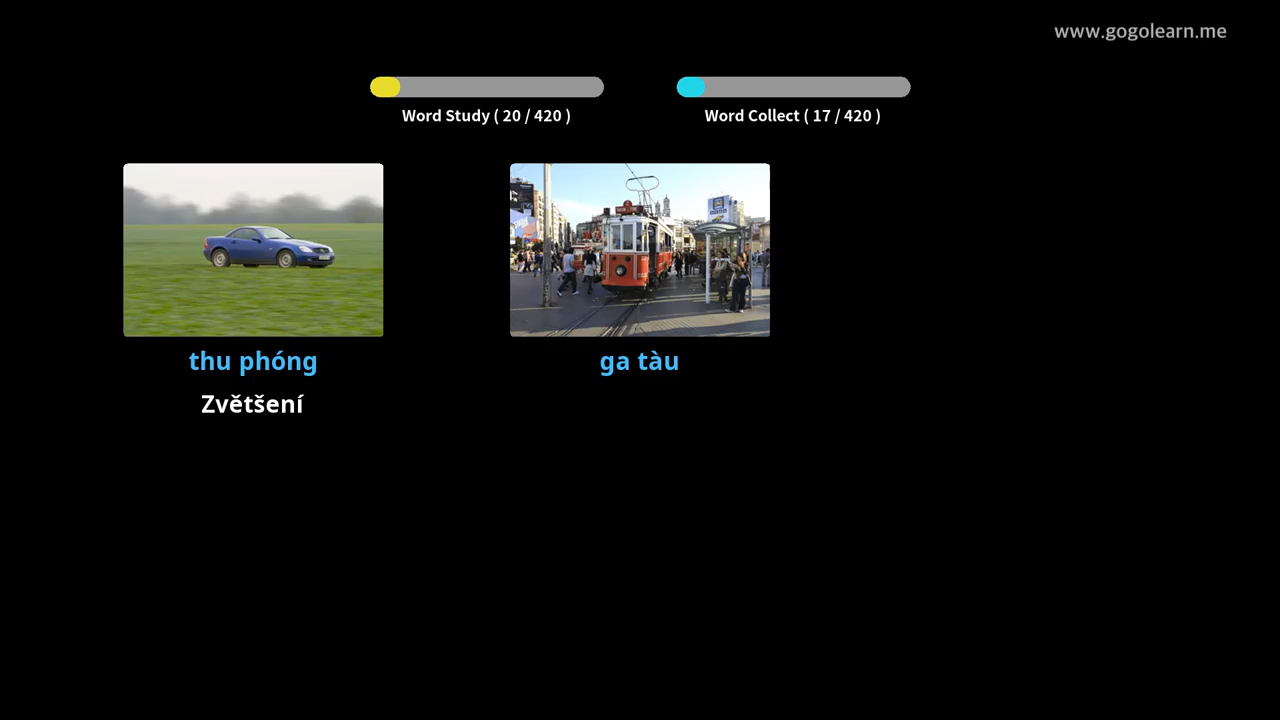 www.gogolearn.me
Word Study ( 20 / 420 )
Word Collect ( 17 / 420 )
thu phóng
ga tàu
Zvětšení